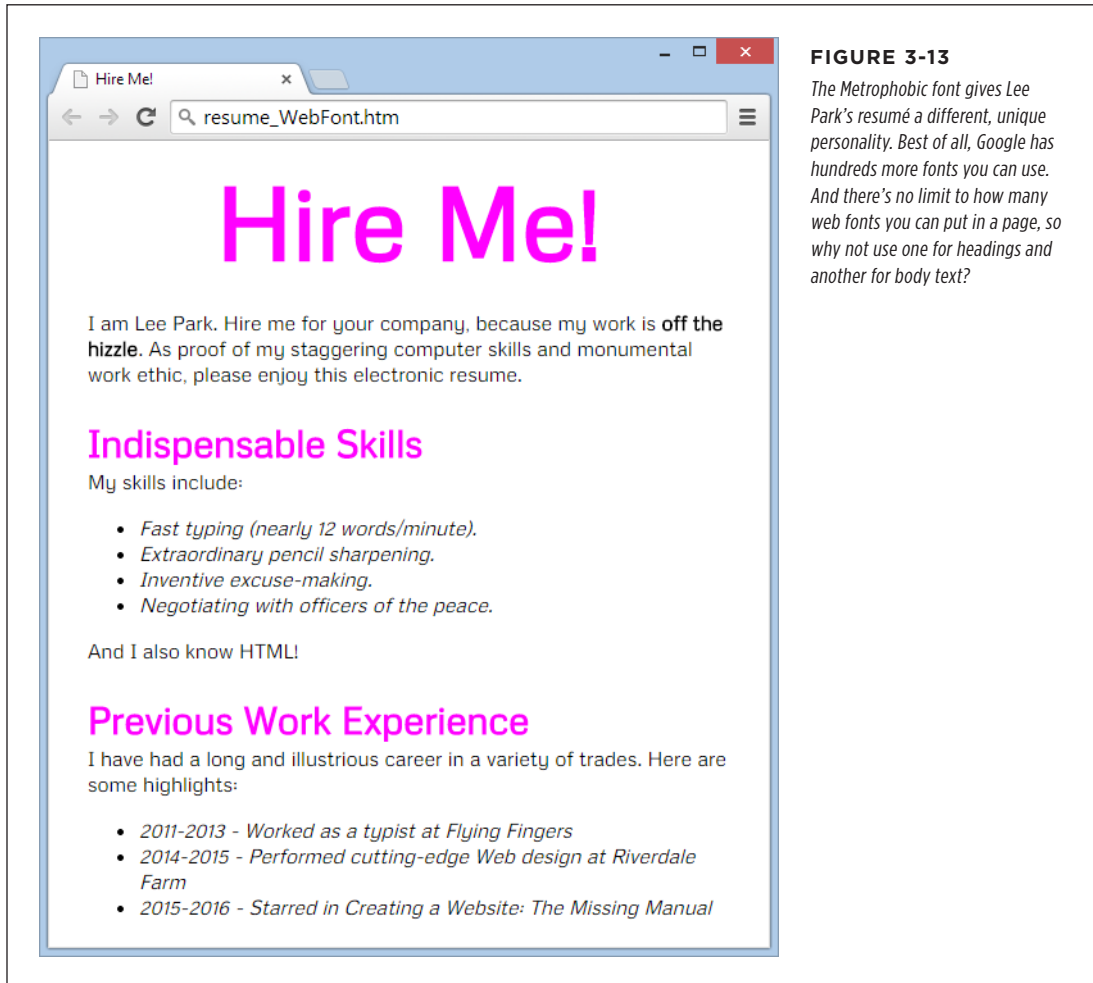 Hire Me!
resume_WebFont.htm
Hire Me!
I am Lee Park. Hire me for your company, because my work is off the
hizzle. As proof of my staggering computer skills and monumental
work ethic, please enjoy this electronic resume.
Indispensable Skills
My skills include:
• Fast typing (nearly 12 words/minute).
• Extraordinary pencil sharpening.
• Inventive excuse-making.
• Negotiating with officers of the peace.
And I also know HTML!
Previous Work Experience
I have had a long and illustrious career in a variety of trades. Here are
some highlights:
• 2011-2013 - Worked as a typist at Flying Fingers
• 2014-2015 - Performed cutting-edge Web design at Riverdale
Farm
• 2015-2016 - Starred in Creating a Website: The Missing Manual
FIGURE 3-13
The Metrophobic font gives Lee
Park's resumé a different, unique
personality. Best of all, Google has
hundreds more fonts you can use.
And there's no limit to how many
web fonts you can put in a page, so
why not use one for headings and
another for body text?